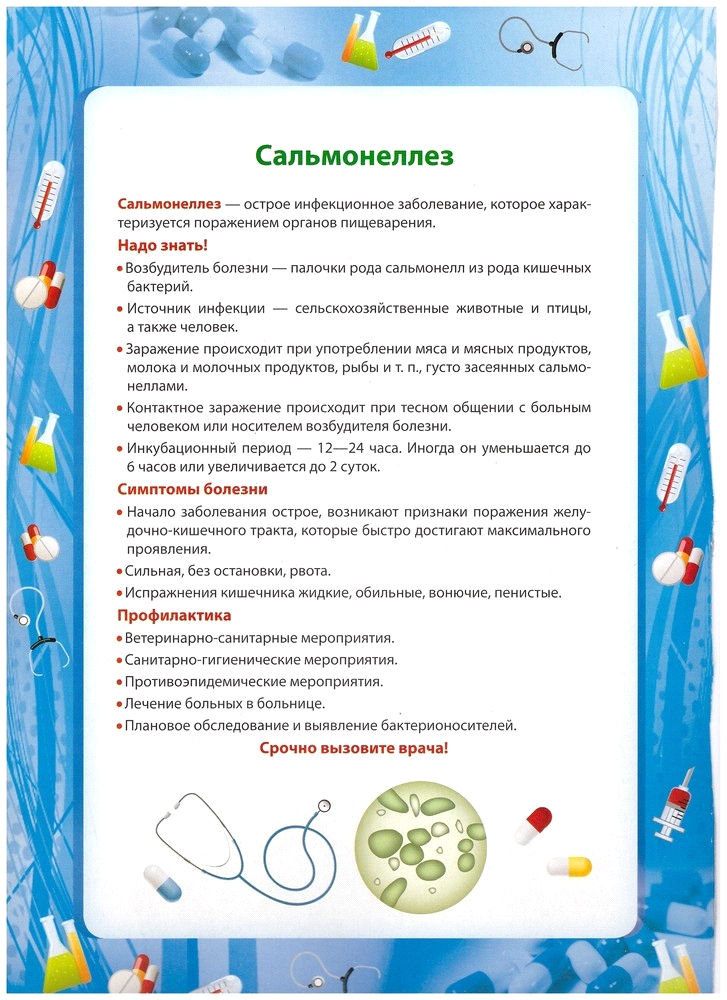 Сальмонеллез
Сальмонеллез — острое инфекционное заболевание, которое харак-
теризуется поражением органов пищеварения.
Надо знать!
• Возбудитель болезни — палочки рода сальмонелл из рода кишечных
бактерий.
• Источник инфекции — сельскохозяйственные животные и птицы,
а также человек.
• Заражение происходит при употреблении мяса и мясных продуктов,
молока и молочных продуктов, рыбы и т. п., густо засеянных сальмо-
неллами.
• Контактное заражение происходит при тесном общении с больным
человеком или носителем возбудителя болезни.
• Инкубационный период — 12—24 часа. Иногда он уменьшается до
6 часов или увеличивается до 2 суток.
Симптомы болезни
• Начало заболевания острое, возникают признаки поражения желу-
дочно-кишечного тракта, которые быстро достигают максимального
проявления.
• Сильная, без остановки, рвота.
• Испражнения кишечника жидкие, обильные, вонючие, пенистые.
Профилактика
• Ветеринарно-санитарные мероприятия.
• Санитарно-гигиенические мероприятия.
• Противоэпидемические мероприятия.
• Лечение больных в больнице.
• Плановое обследование и выявление бактерионосителей.
Срочно вызовите врача!